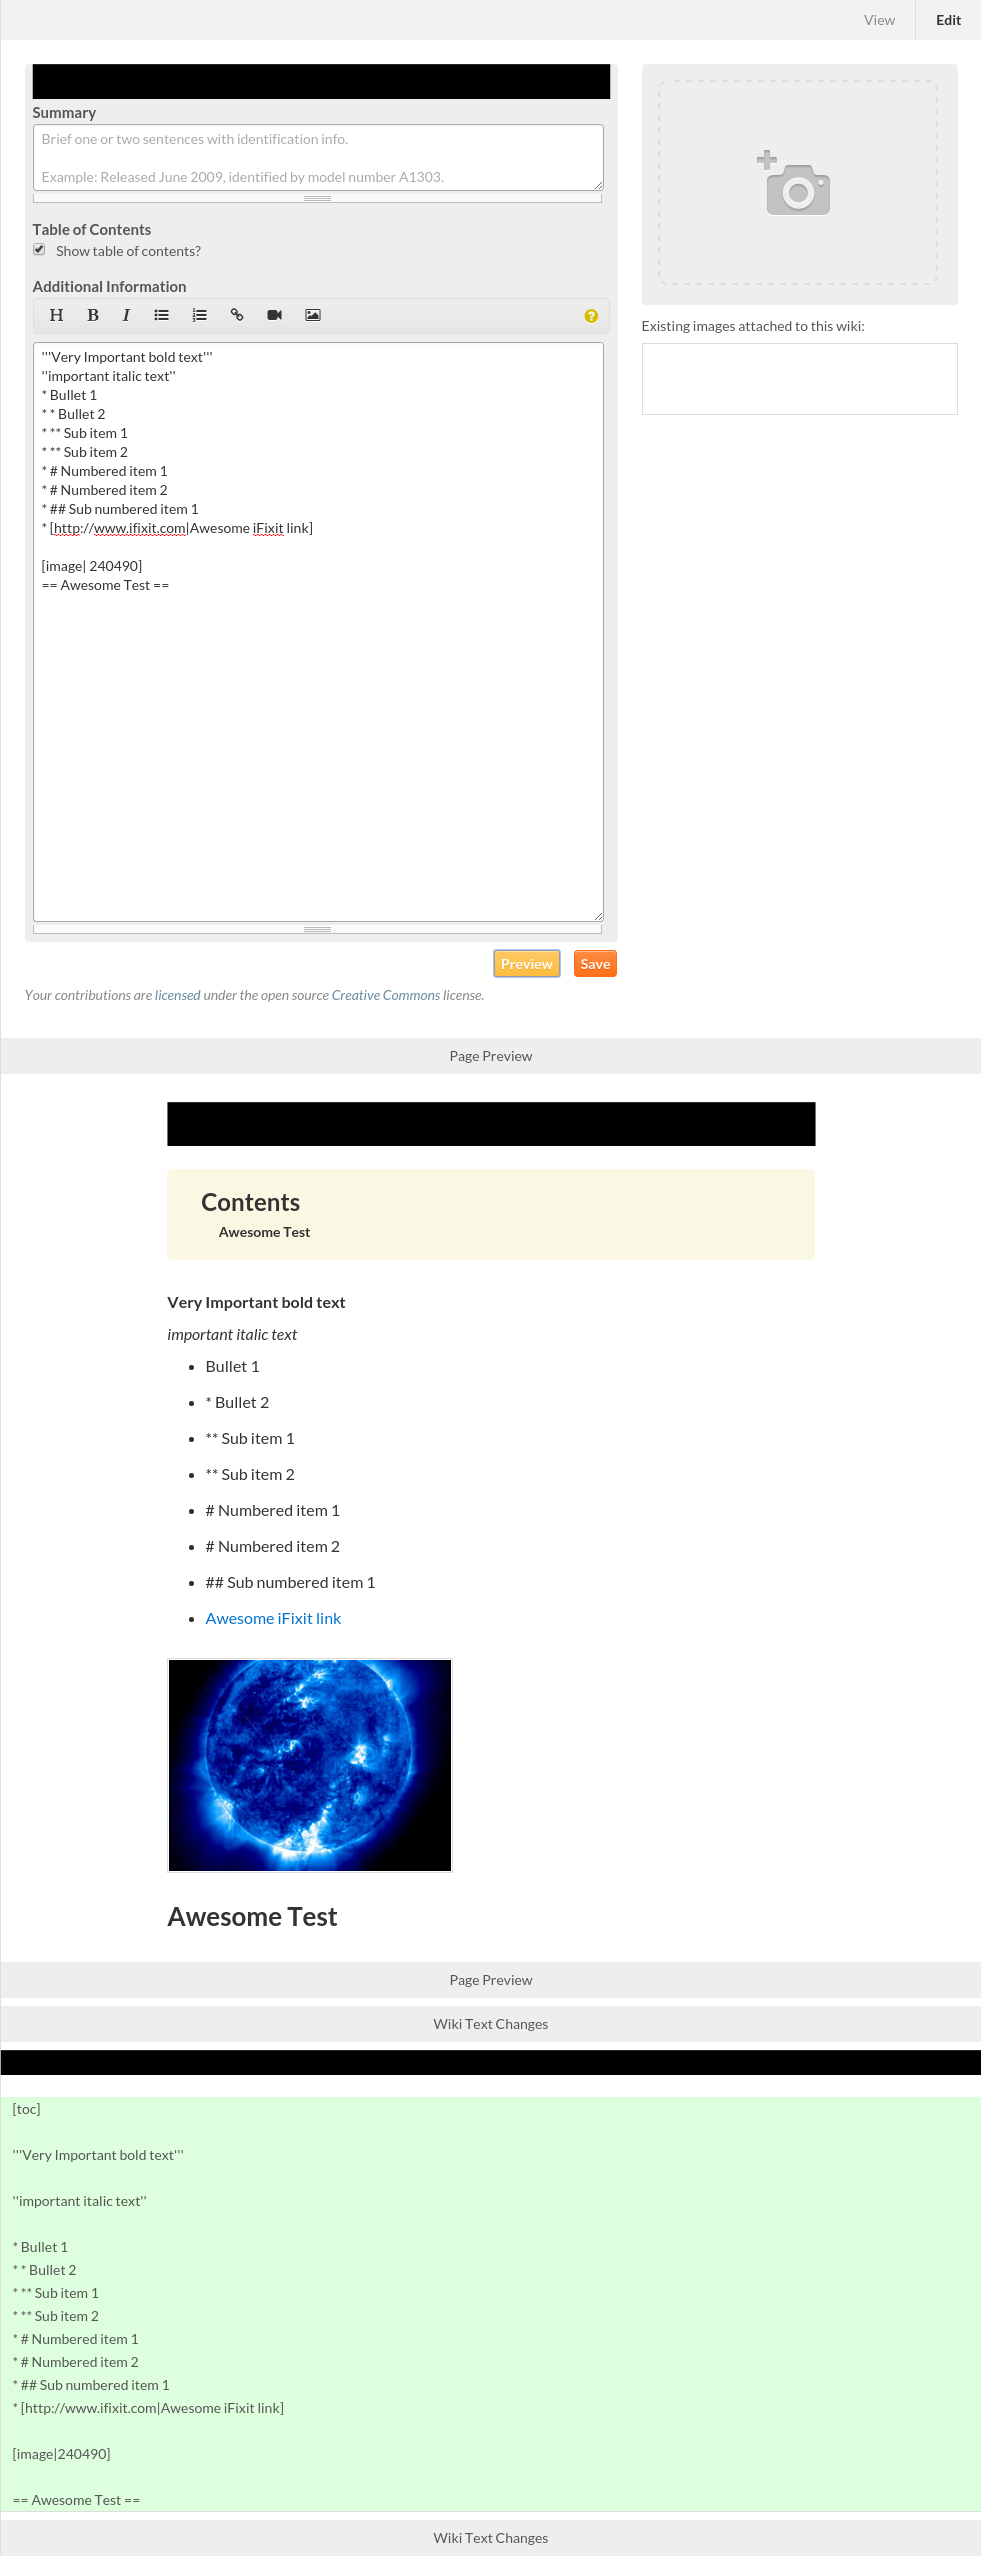 View Edit
Summary
Brief one or two sentences with identification info.
Example: Released June 2009, identified by model number A1303.
Table of Contents
Show table of contents?
Additional Information
H B I
'''Very Important bold text'''
''important italic text''
* Bullet 1
* * Bullet 2
* ** Sub item 1
* ** Sub item 2
* # Numbered item 1
* # Numbered item 2
* ## Sub numbered item 1
* [http://www.ifixit.com|Awesome iFixit link]
[image| 240490]
== Awesome Test ==
Existing images attached to this wiki:
Preview Save
Your contributions are licensed under the open source Creative Commons license.
Page Preview
Contents
Awesome Test
Very Important bold text
important italic text
• Bullet 1
• * Bullet 2
• ** Sub item 1
• ** Sub item 2
• # Numbered item 1
• # Numbered item 2
• ## Sub numbered item 1
• Awesome iFixit link
Awesome Test
Page Preview
Wiki Text Changes
[toc]
'''Very Important bold text'''
''important italic text''
* Bullet 1
* * Bullet 2
* ** Sub item 1
* ** Sub item 2
* # Numbered item 1
* # Numbered item 2
* ## Sub numbered item 1
* [http://www.ifixit.com|Awesome iFixit link]
[image|240490]
== Awesome Test ==
Wiki Text Changes